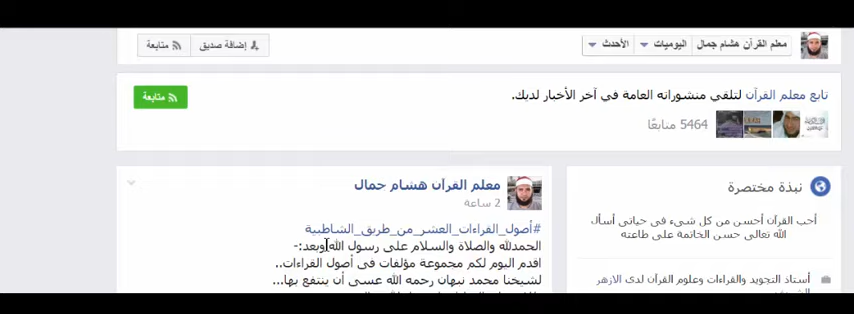 معلم القرآن هشام جمال
اليوميات
الأحدث
إضافة صديق
متابعة
تابع معلم القرآن لتلقي منشوراته العامة في آخر الأخبار لديك.
متابعة
5464 متابعًا
نبذة مختصرة
أحب القرآن أحسن من كل شىء فى حياتى أسأل
الله تعالى حسن الخاتمة على طاعته
أستاذ التجويد والقراءات وعلوم القرآن لدى الازهر
معلم القرآن هشام جمال
2 ساعة
#أصول_القراءات_العشر_من_طريق_الشاطبية
الحمدلله والصلاة والسلام على رسول الله وبعد:-
اقدم اليوم لكم مجموعة مؤلفات فى أصول القراءات..
لشيخنا محمد نبهان رحمه الله عسى أن ينتفع بها...